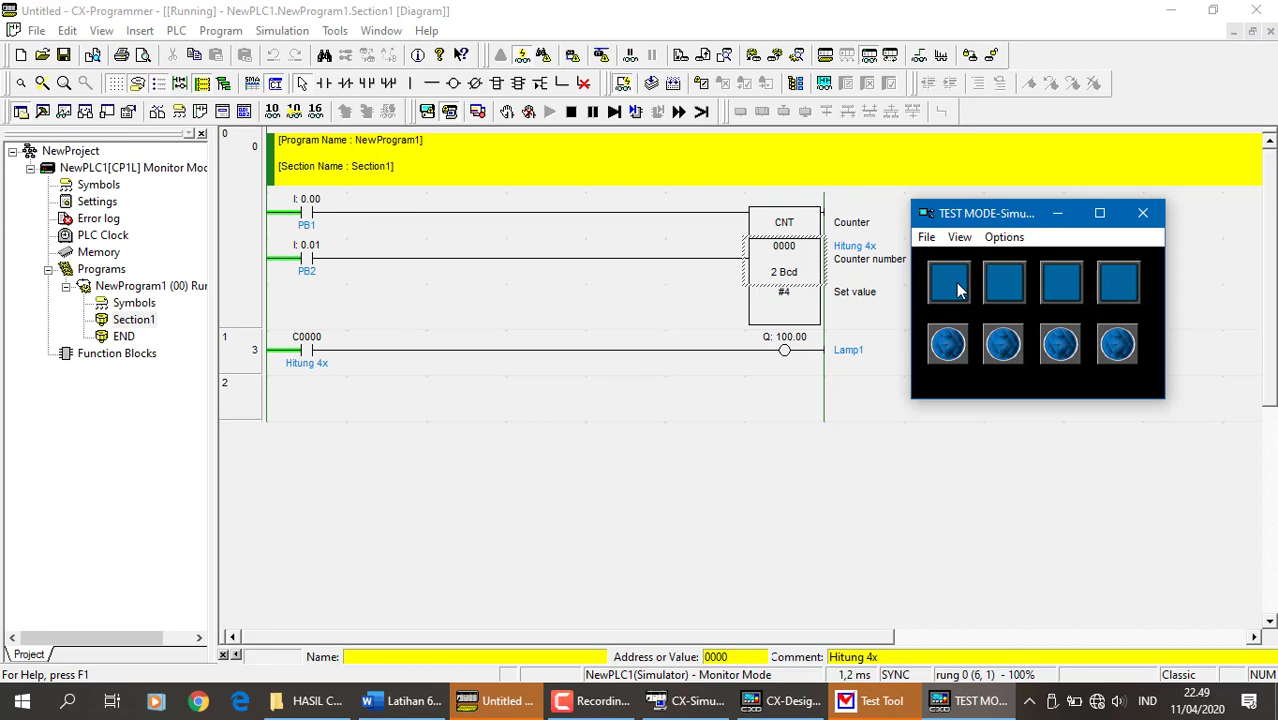 Untitled - CX-Programmer - [[Running] - NewPLC1.NewProgram1.Section1 [Diagram]]
File Edit View Insert PLC Program Simulation Tools Window Help
10 10 16
NewProject
NewPLC1[CP1L] Monitor Mod
Symbols
Settings
Error log
PLC Clock
Memory
Programs
NewProgram1 (00) Ru
Symbols
Section1
END
Function Blocks
Project
0
0
[Program Name : NewProgram1]
[Section Name : Section1]
I: 0.00
PB1
CNT
Counter
I: 0.01
PB2
0000
Hitung 4x
Counter number
2 Bcd
#4
Set value
1
3
C0000
Hitung 4x
Q: 100.00
Lamp1
2
TEST MODE-Simu...
File View Options
Name: Address or Value: 0000 Comment: Hitung 4x
For Help, press F1
NewPLC1(Simulator) - Monitor Mode
1,2 ms
SYNC
rung 0 (6, 1) - 100%
Classic
NUM
HASIL C...
Latihan 6...
Untitled ...
Recordin...
CX-Simu...
CX-Desig...
Test Tool
TEST MO...
IND
22.49
11/04/2020